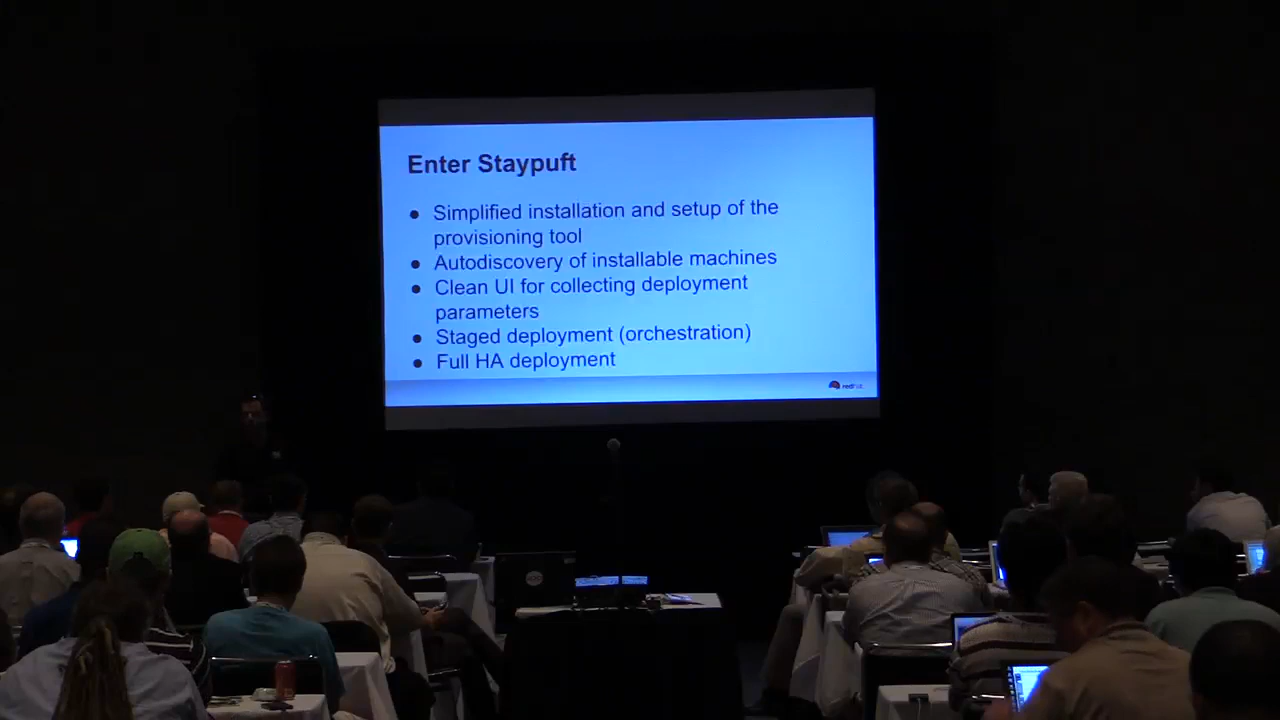 Enter Staypuft
● Simplified installation and setup of the
provisioning tool
● Autodiscovery of installable machines
● Clean UI for collecting deployment
parameters
● Staged deployment (orchestration)
● Full HA deployment
redhat